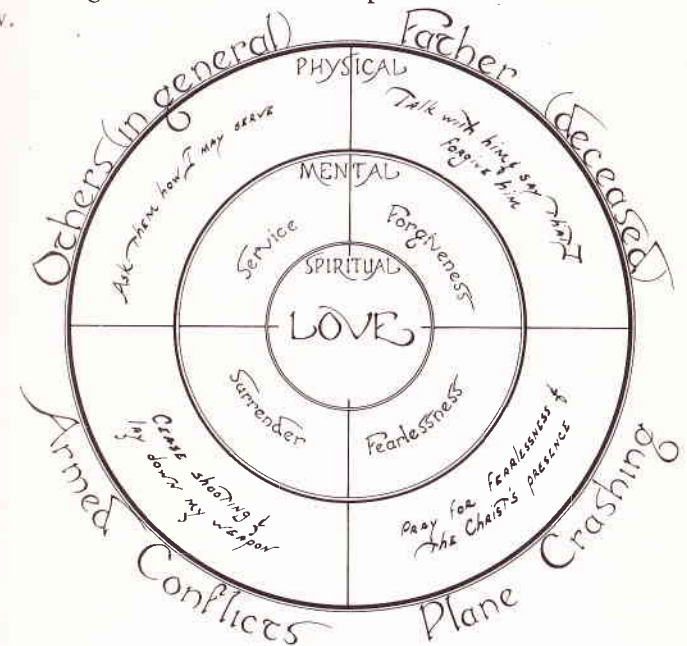 Others (in general)
Father (deceased)
PHYSICAL
Ask them how I may serve
Talk with him & say that I
forgive him
MENTAL
Service
Forgiveness
SPIRITUAL
LOVE
Surrender
Fearlessness
Cease shooting &
lay down my weapon
Pray for fearlessness &
the Christ's presence
Armed Conflicts
Plane Crashing